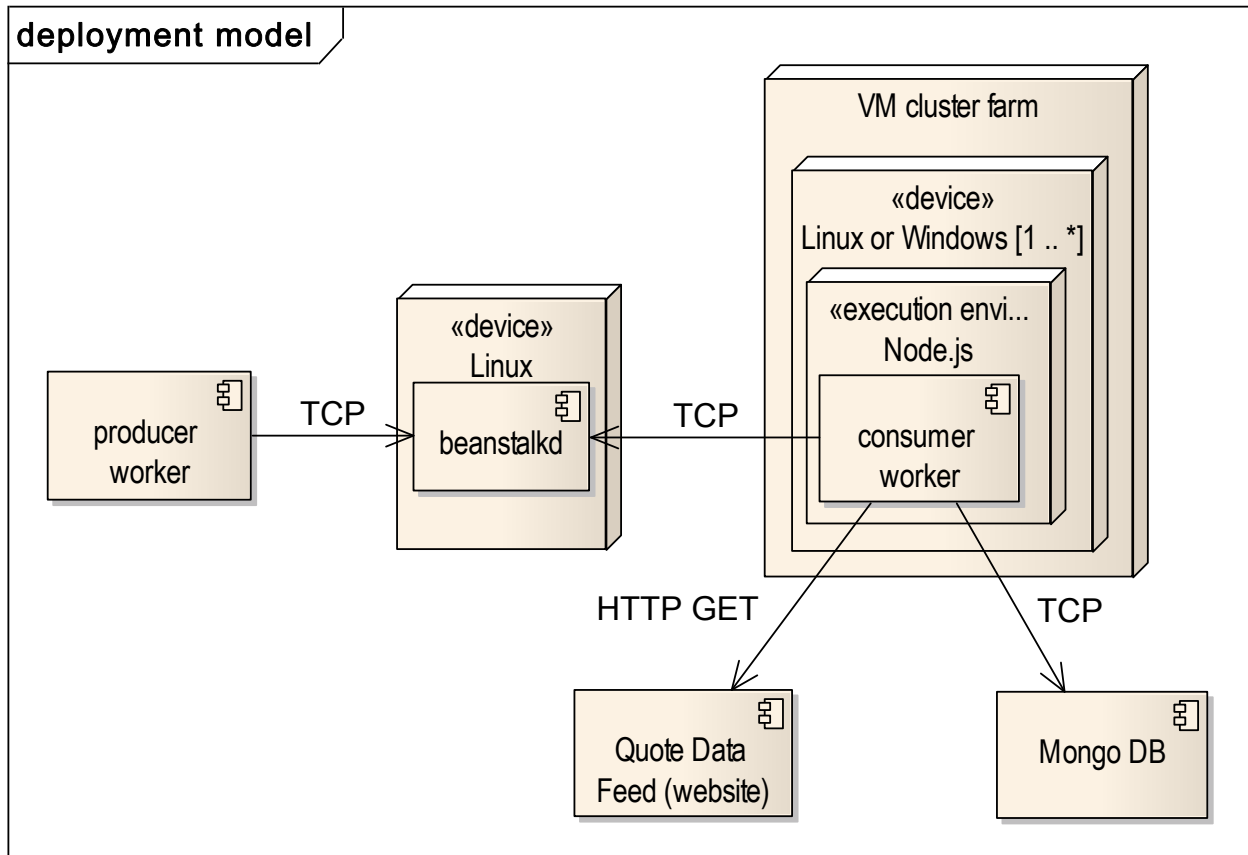 deployment model
VM cluster farm
«device»
Linux or Windows [1 .. *]
«execution envi...
Node.js
consumer
worker
«device»
Linux
beanstalkd
producer
worker
TCP
TCP
HTTP GET
TCP
Quote Data
Feed (website)
Mongo DB